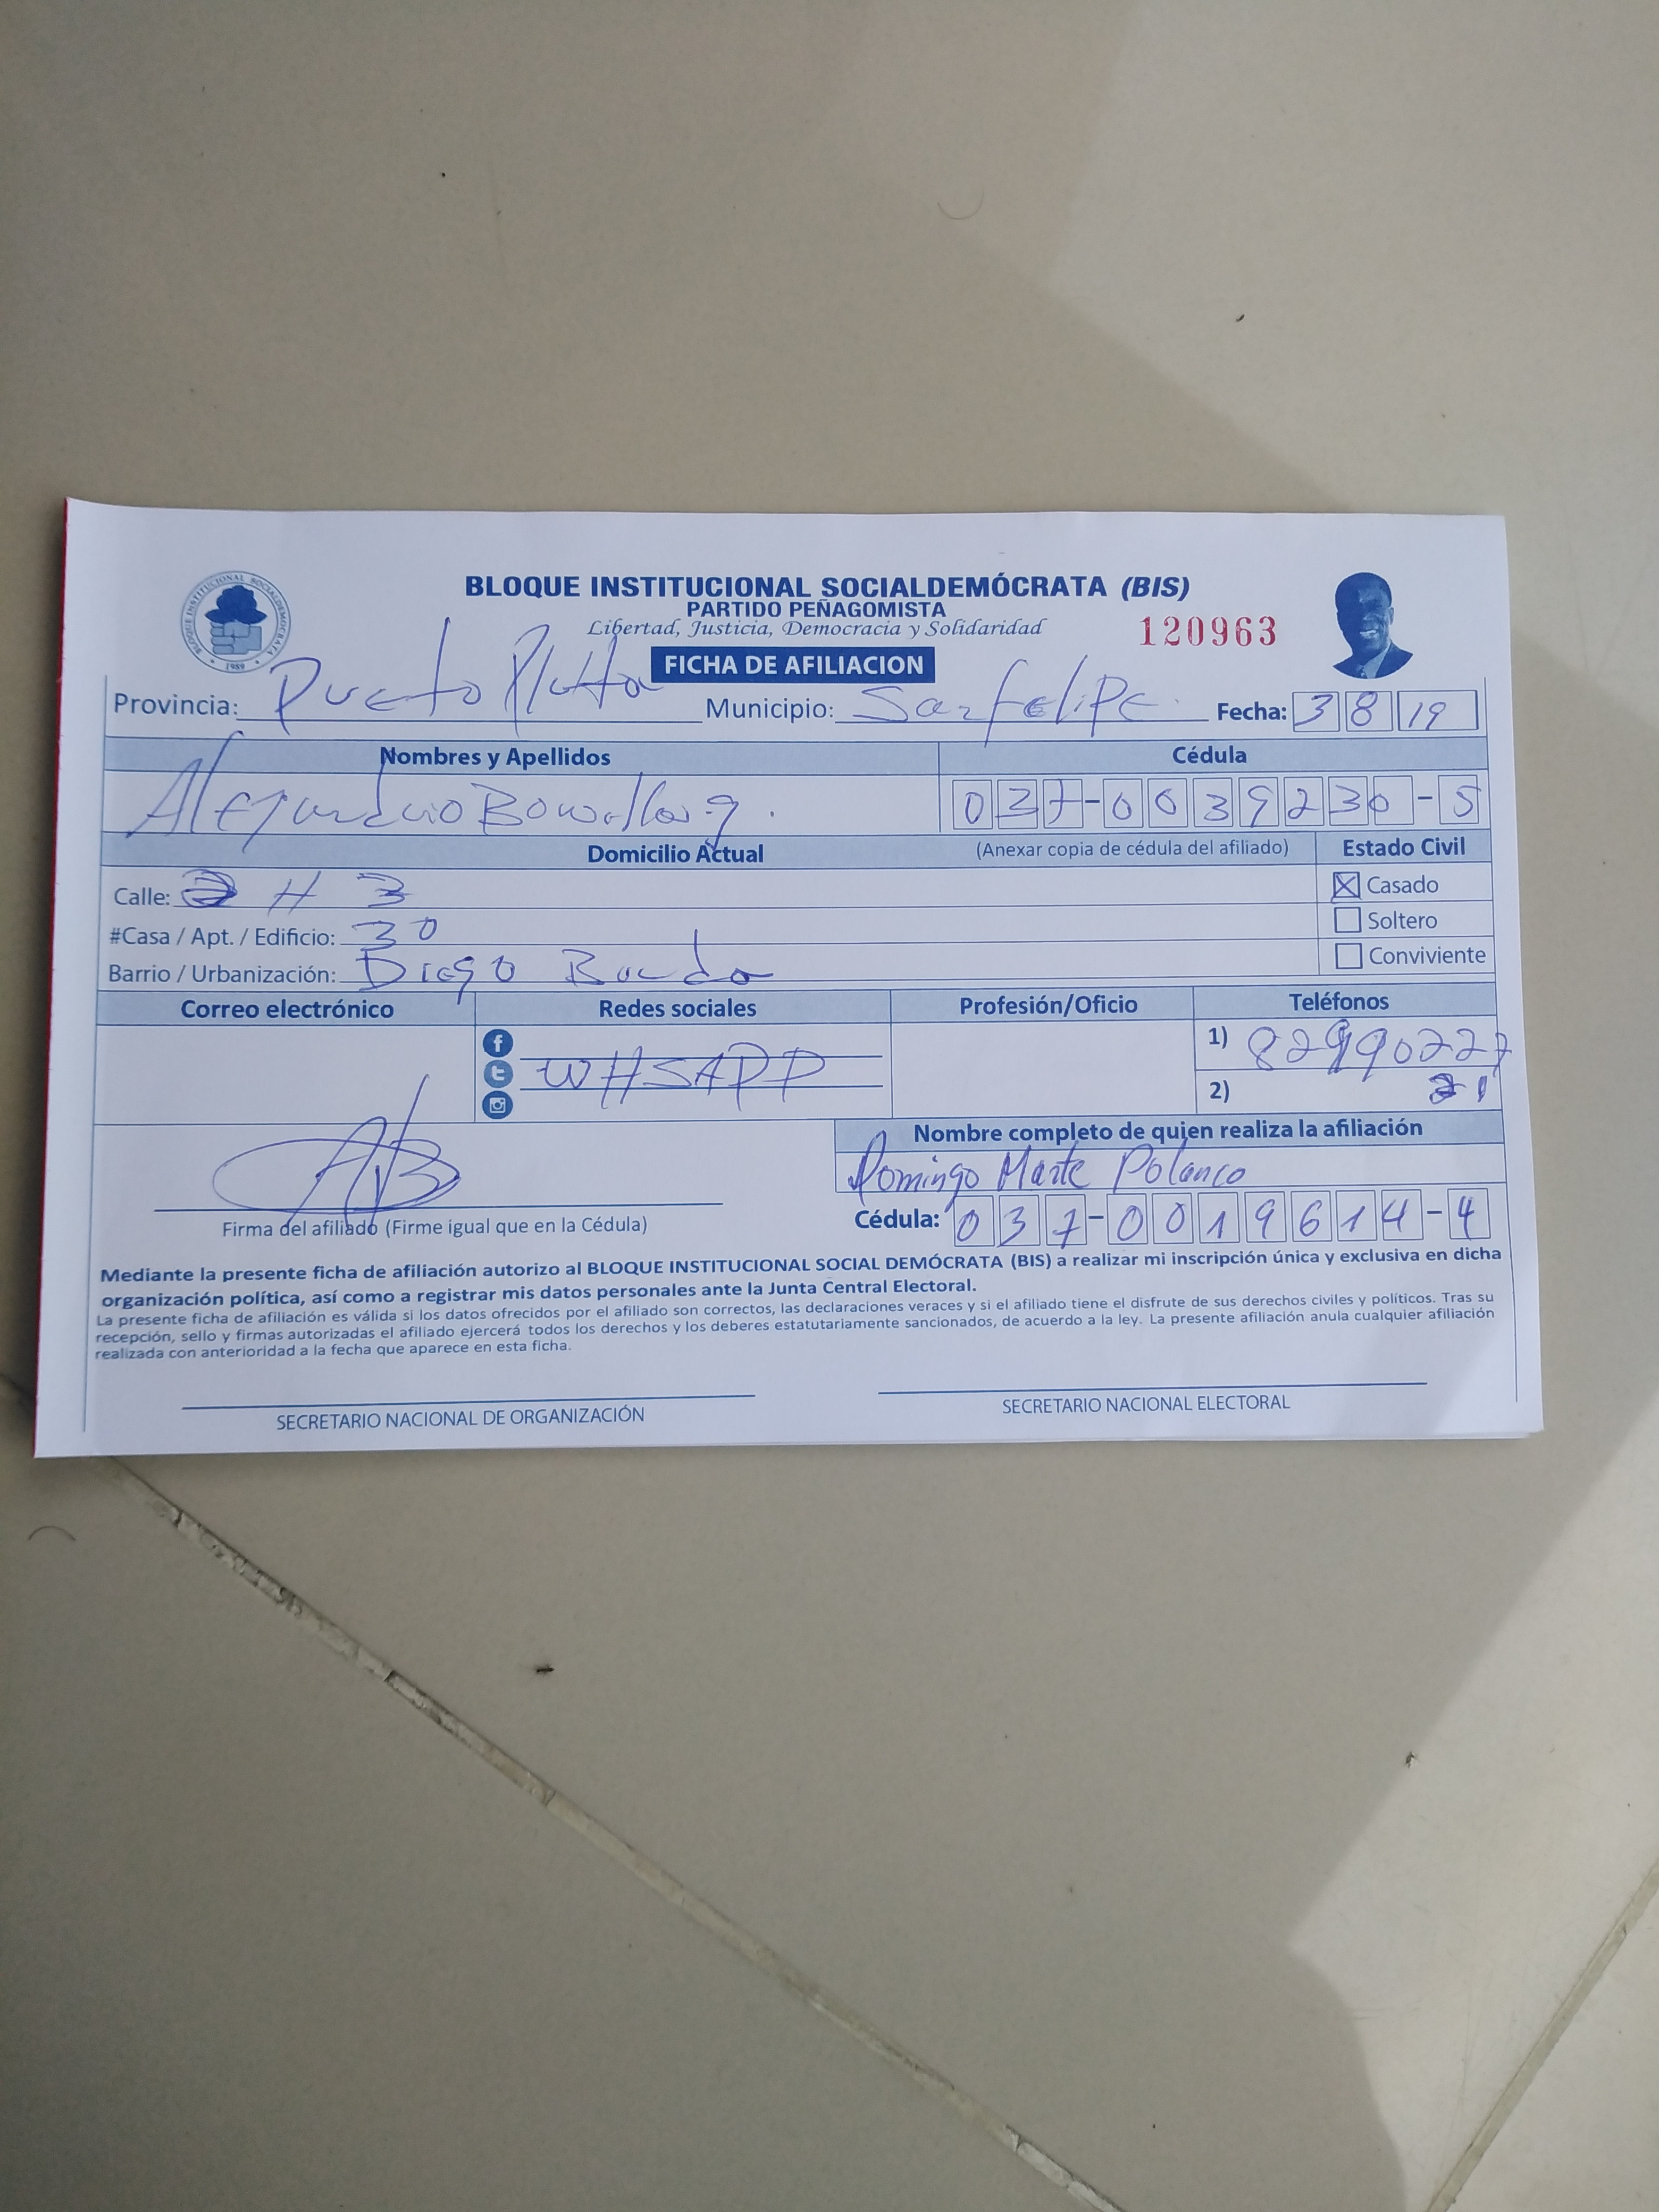 BLOQUE INSTITUCIONAL SOCIALDEMÓCRATA (BIS)
PARTIDO PEÑAGOMISTA
Libertad, Justicia, Democracia y Solidaridad
120963
BLOQUE INSTITUCIONAL SOCIALDEMÓCRATA
1989
FICHA DE AFILIACION
Provincia: Puerto Platta Municipio: Sanfelipe Fecha: 3 8 19
Nombres y Apellidos Cédula
037-0039230-5
Domicilio Actual (Anexar copia de cédula del afiliado) Estado Civil
Calle: H 3
Casado
Soltero
#Casa / Apt. / Edificio: 30
Barrio / Urbanización: Diego
Conviviente
Correo electrónico Redes sociales Profesión/Oficio Teléfonos
1)
WHSAPP
2)
Nombre completo de quien realiza la afiliación
AB
Domingo Marte Polanco
Firma del afiliado (Firme igual que en la Cédula)
Cédula: 037-0019614-4
Mediante la presente ficha de afiliación autorizo al BLOQUE INSTITUCIONAL SOCIAL DEMÓCRATA (BIS) a realizar mi inscripción única y exclusiva en dicha
organización política, así como a registrar mis datos personales ante la Junta Central Electoral.
La presente ficha de afiliación es válida si los datos ofrecidos por el afiliado son correctos, las declaraciones veraces y si el afiliado tiene el disfrute de sus derechos civiles y políticos. Tras su
recepción, sello y firmas autorizadas el afiliado ejercerá todos los derechos y los deberes estatutariamente sancionados, de acuerdo a la ley. La presente afiliación anula cualquier afiliación
realizada con anterioridad a la fecha que aparece en esta ficha.
SECRETARIO NACIONAL DE ORGANIZACIÓN SECRETARIO NACIONAL ELECTORAL